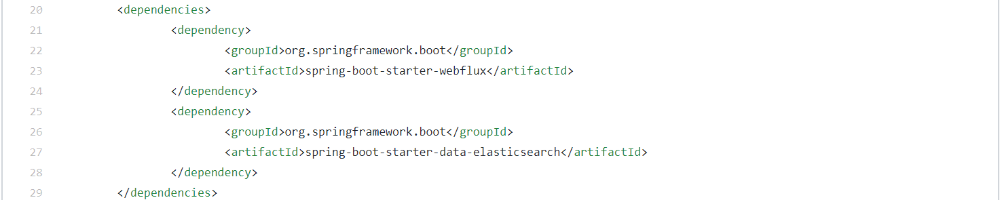 20 <dependencies>
21 <dependency>
22 <groupId>org.springframework.boot</groupId>
23 <artifactId>spring-boot-starter-webflux</artifactId>
24 </dependency>
25 <dependency>
26 <groupId>org.springframework.boot</groupId>
27 <artifactId>spring-boot-starter-data-elasticsearch</artifactId>
28 </dependency>
29 </dependencies>